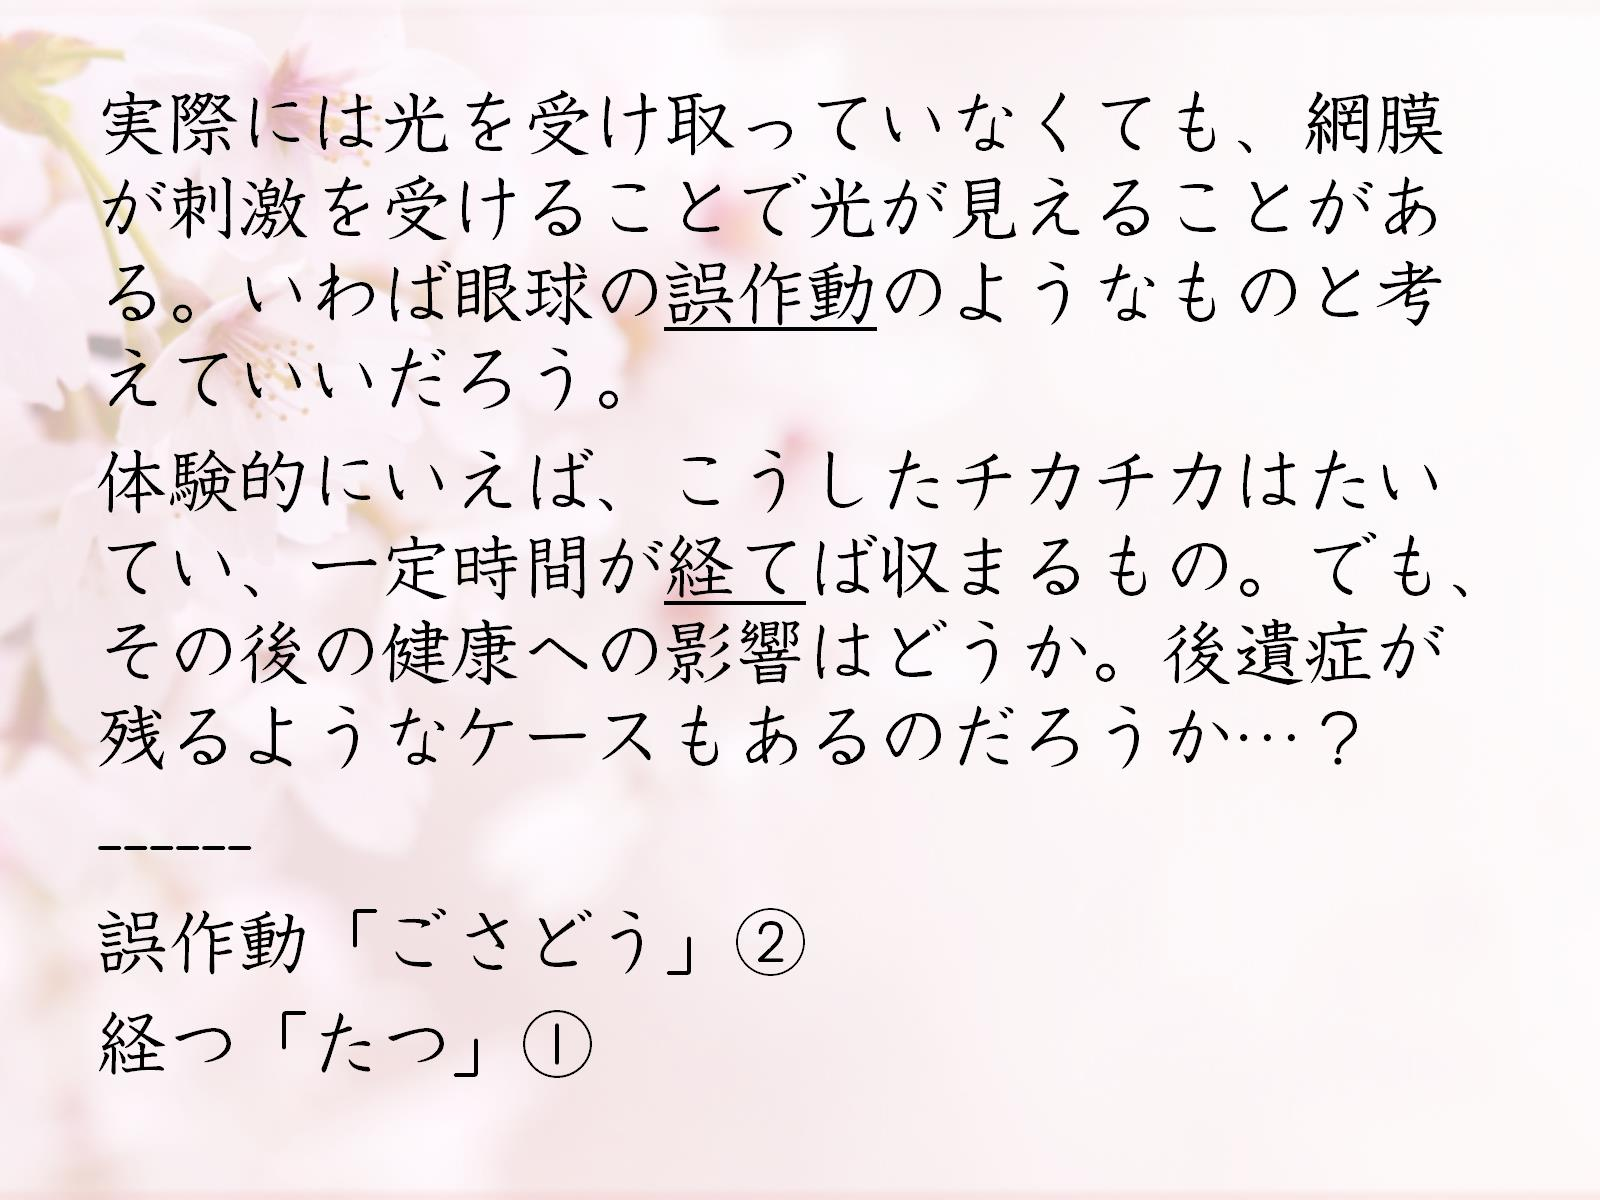 実際には光を受け取っていなくても、網膜
が刺激を受けることで光が見えることがあ
る。いわば眼球の誤作動のようなものと考
えていいだろう。
体験的にいえば、こうしたチカチカはたい
てい、一定時間が経てば収まるもの。でも、
その後の健康への影響はどうか。後遺症が
残るようなケースもあるのだろうか…？
------
誤作動「ごさどう」②
経つ「たつ」①